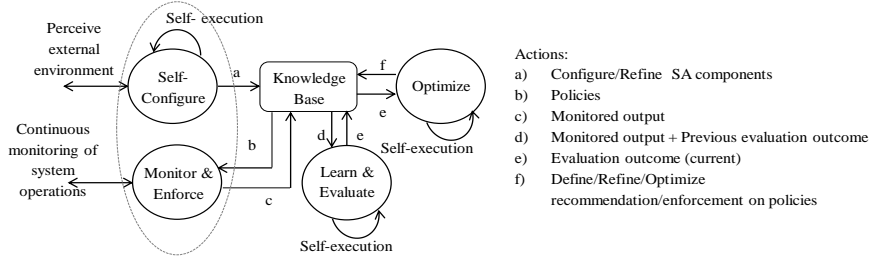 Self- execution
Perceive
external
environment
Self-
Configure
a
Knowledge
Base
f
e
Optimize
Self-execution
Continuous
monitoring of
system
operations
Monitor &
Enforce
b
c
d
e
Learn &
Evaluate
Self-execution
Actions:
a) Configure/Refine SA components
b) Policies
c) Monitored output
d) Monitored output + Previous evaluation outcome
e) Evaluation outcome (current)
f) Define/Refine/Optimize
recommendation/enforcement on policies